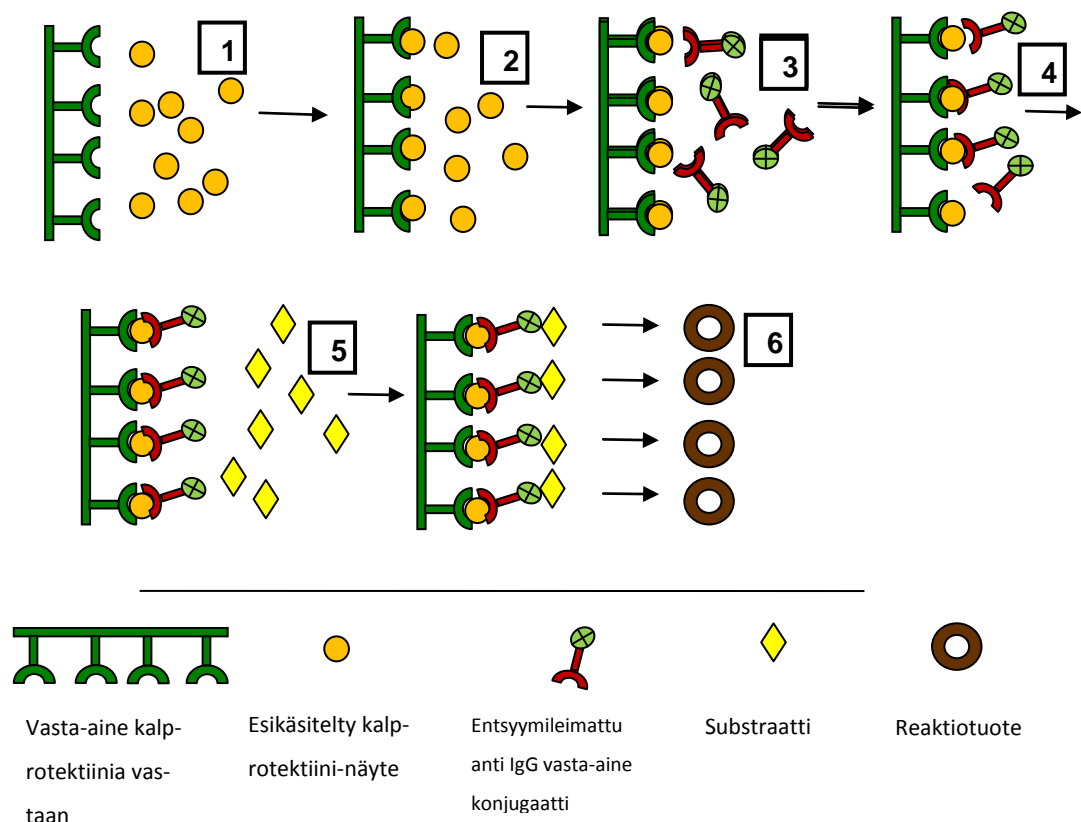 1
2
3
4
5
6
Vasta-aine kalp-
rotektiinia vas-
taan
Esikäsitelty kalp-
rotektiini-näyte
Entsyymileimattu
anti IgG vasta-aine
konjugaatti
Substraatti
Reaktiotuote